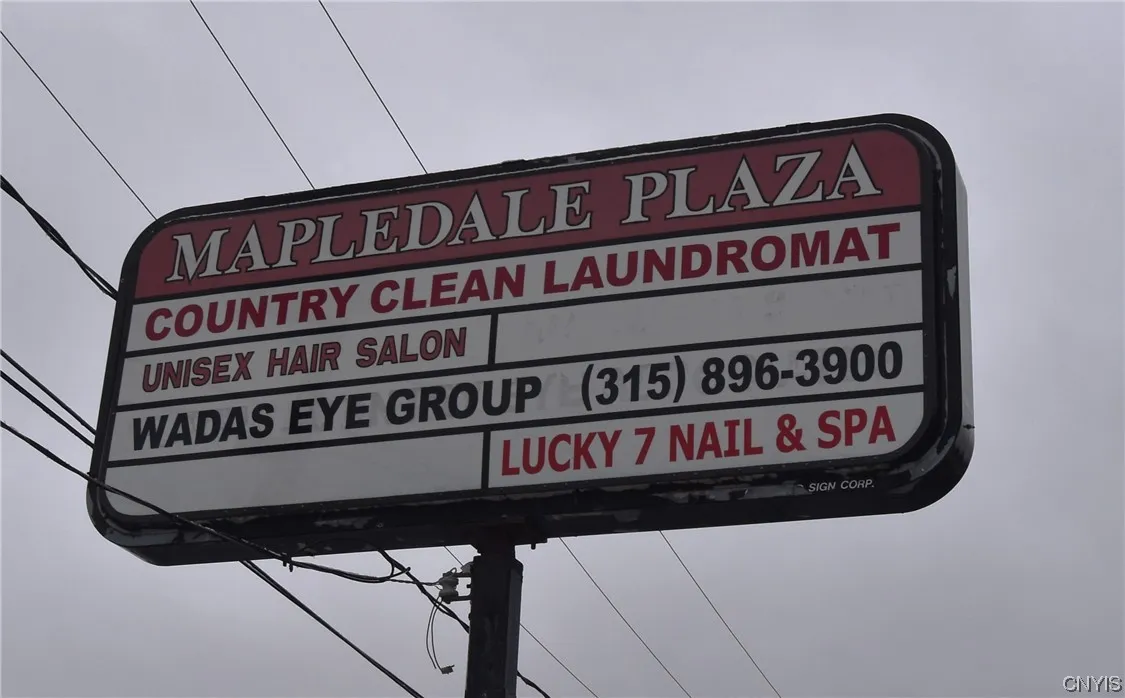 MAPLEDALE PLAZA
COUNTRY CLEAN LAUNDROMAT
UNISEX HAIR SALON
WADAS EYE GROUP (315) 896-3900
LUCKY 7 NAIL & SPA
SIGN CORP.
CNYIS